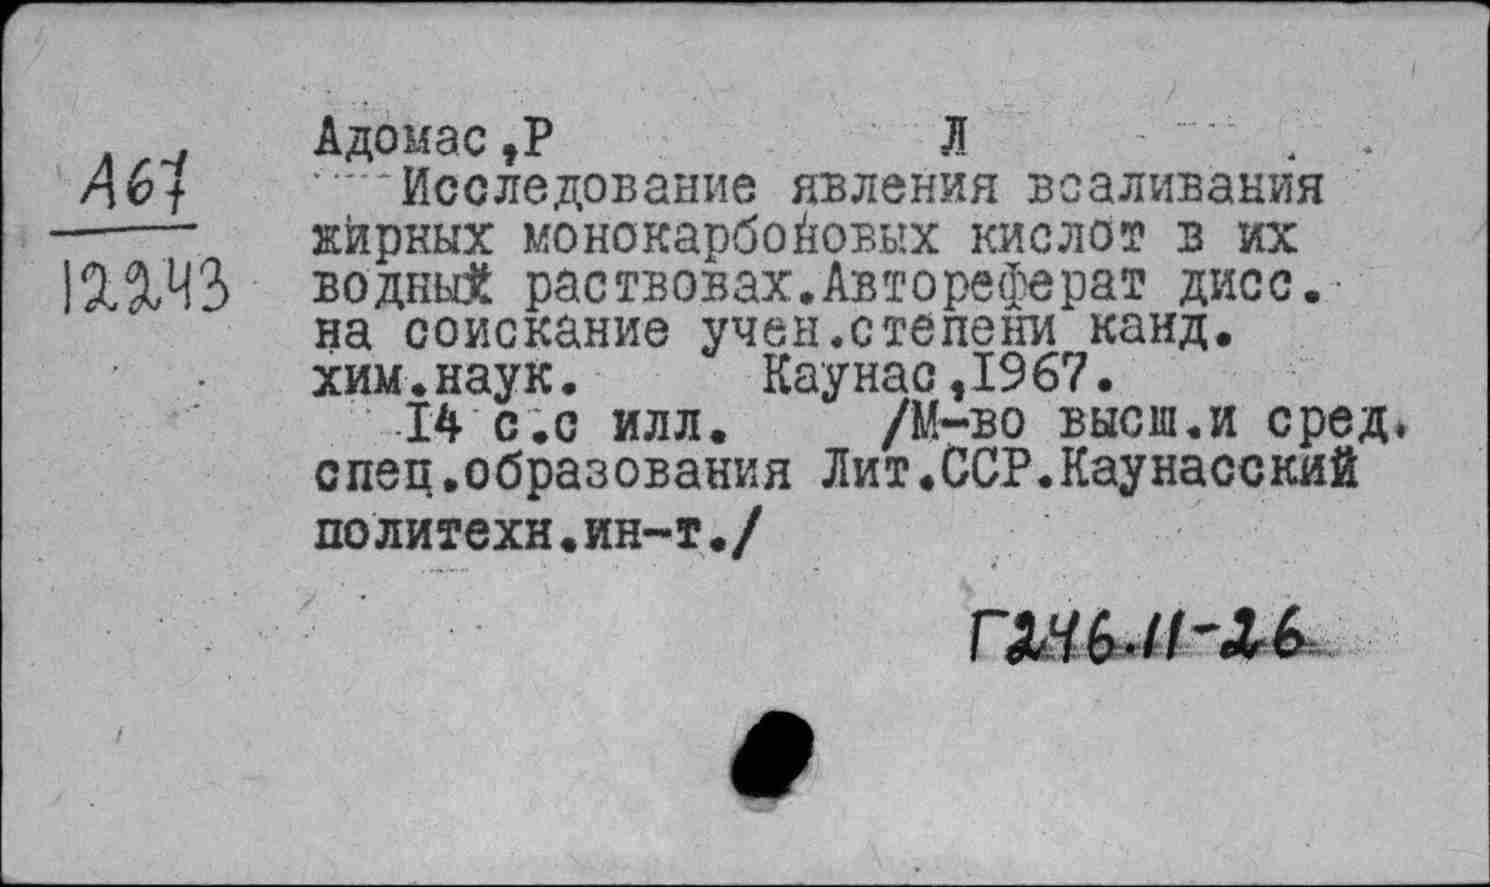 Адомас,Р Л
А67
Исследование явления всаливания
жирных монокарбоновых кислот в их
12243
водных раствовах.Автореферат дисс.
на соискание учен.степени канд.
хим.наук. Каунас,1967.
14 с.с илл. /М-во высш.и сред.
спец.образования Лит.ССР.Каунасский
политехн.ин-т./
Г246.11-26